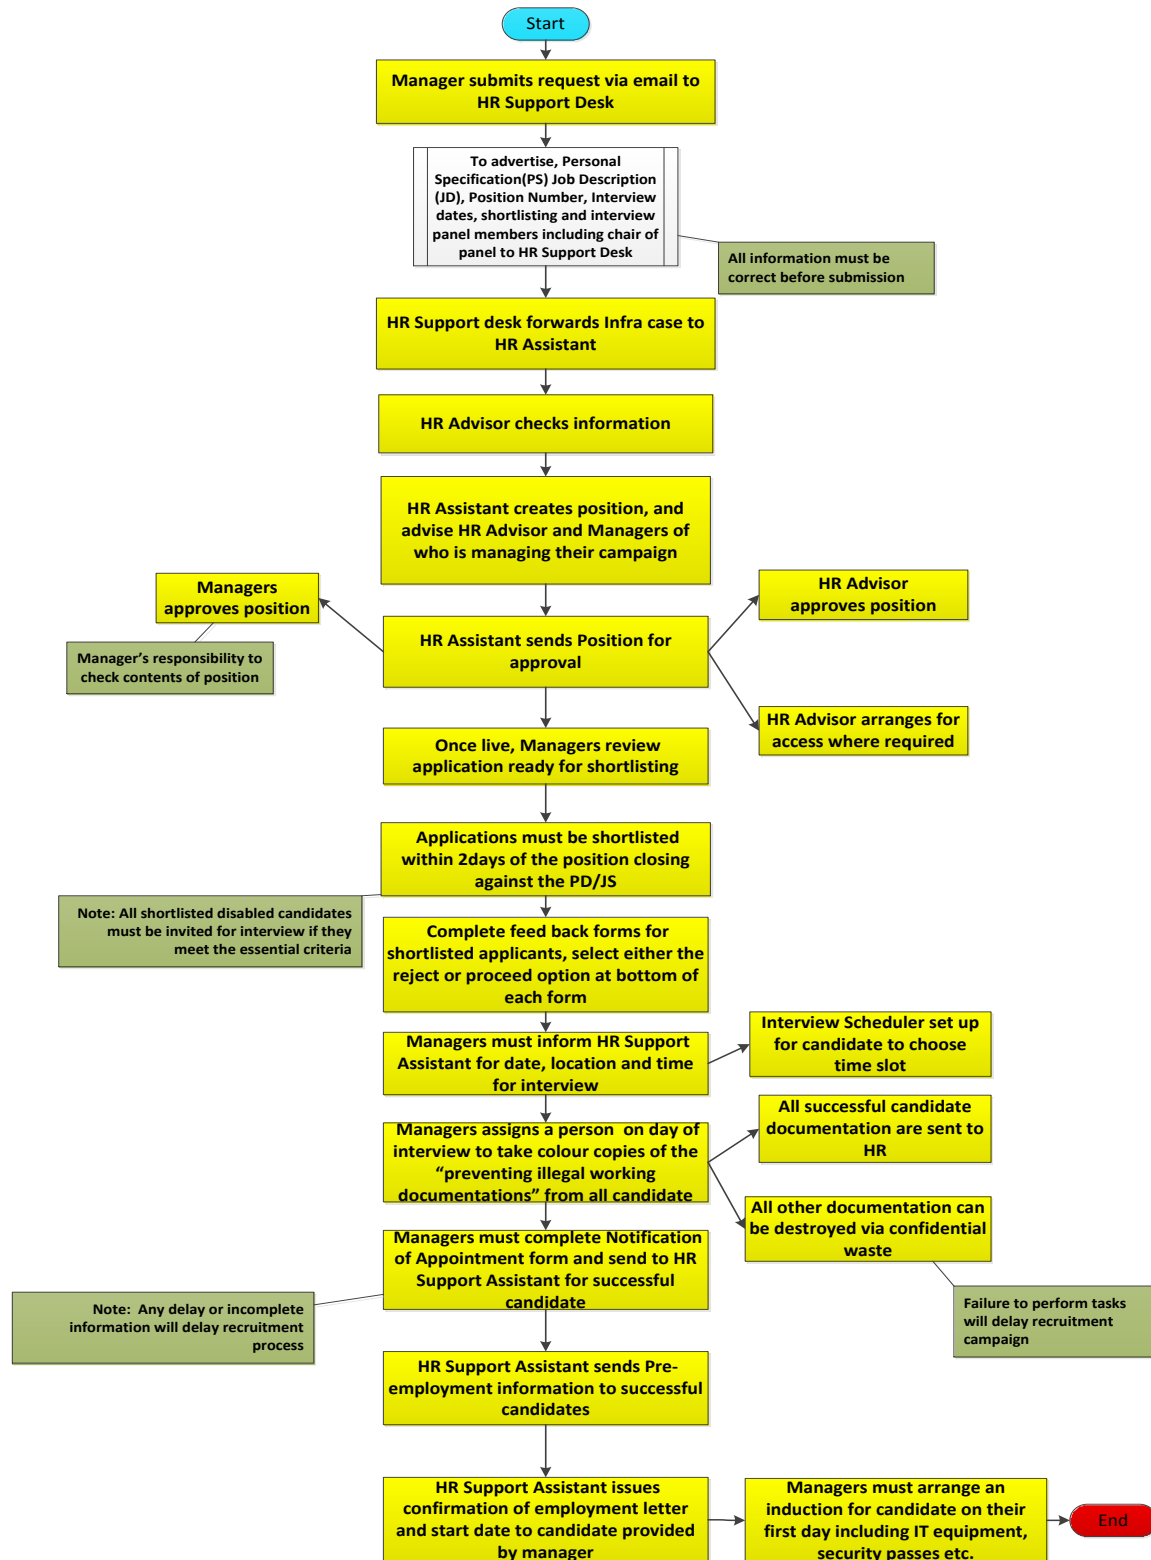 Start
Manager submits request via email to
HR Support Desk
To advertise, Personal
Specification(PS) Job Description
(JD), Position Number, Interview
dates, shortlisting and interview
panel members including chair of
panel to HR Support Desk
All information must be
correct before submission
HR Support desk forwards Infra case to
HR Assistant
HR Advisor checks information
HR Assistant creates position, and
advise HR Advisor and Managers of
who is managing their campaign
Managers
approves position
Manager's responsibility to
check contents of position
HR Assistant sends Position for
approval
HR Advisor
approves position
HR Advisor arranges for
access where required
Once live, Managers review
application ready for shortlisting
Applications must be shortlisted
within 2days of the position closing
against the PD/JS
Note: All shortlisted disabled candidates
must be invited for interview if they
meet the essential criteria
Complete feed back forms for
shortlisted applicants, select either the
reject or proceed option at bottom of
each form
Managers must inform HR Support
Assistant for date, location and time
for interview
Interview Scheduler set up
for candidate to choose
time slot
Managers assigns a person on day of
interview to take colour copies of the
“preventing illegal working
documentations” from all candidate
All successful candidate
documentation are sent to
HR
All other documentation can
be destroyed via confidential
waste
Failure to perform tasks
will delay recruitment
campaign
Managers must complete Notification
of Appointment form and send to HR
Support Assistant for successful
candidate
Note: Any delay or incomplete
information will delay recruitment
process
HR Support Assistant sends Pre-
employment information to successful
candidates
HR Support Assistant issues
confirmation of employment letter
and start date to candidate provided
by manager
Managers must arrange an
induction for candidate on their
first day including IT equipment,
security passes etc.
End